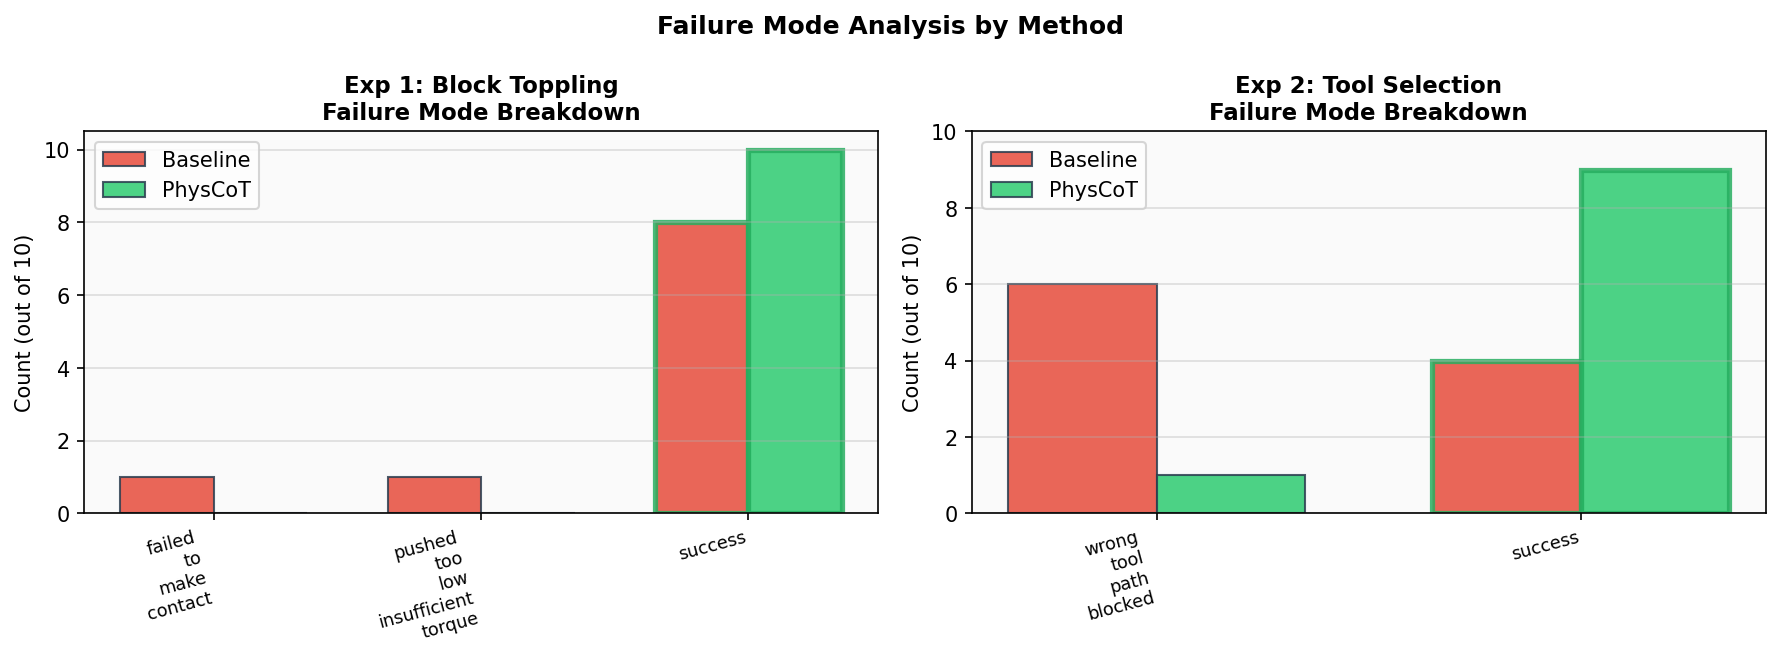 Failure Mode Analysis by Method
Exp 1: Block Toppling
Failure Mode Breakdown
Baseline
PhysCoT
Count (out of 10)
10
8
6
4
2
0
failed
to
make
contact
pushed
too
low
insufficient
torque
success
Exp 2: Tool Selection
Failure Mode Breakdown
Baseline
PhysCoT
Count (out of 10)
10
8
6
4
2
0
wrong
tool
path
blocked
success